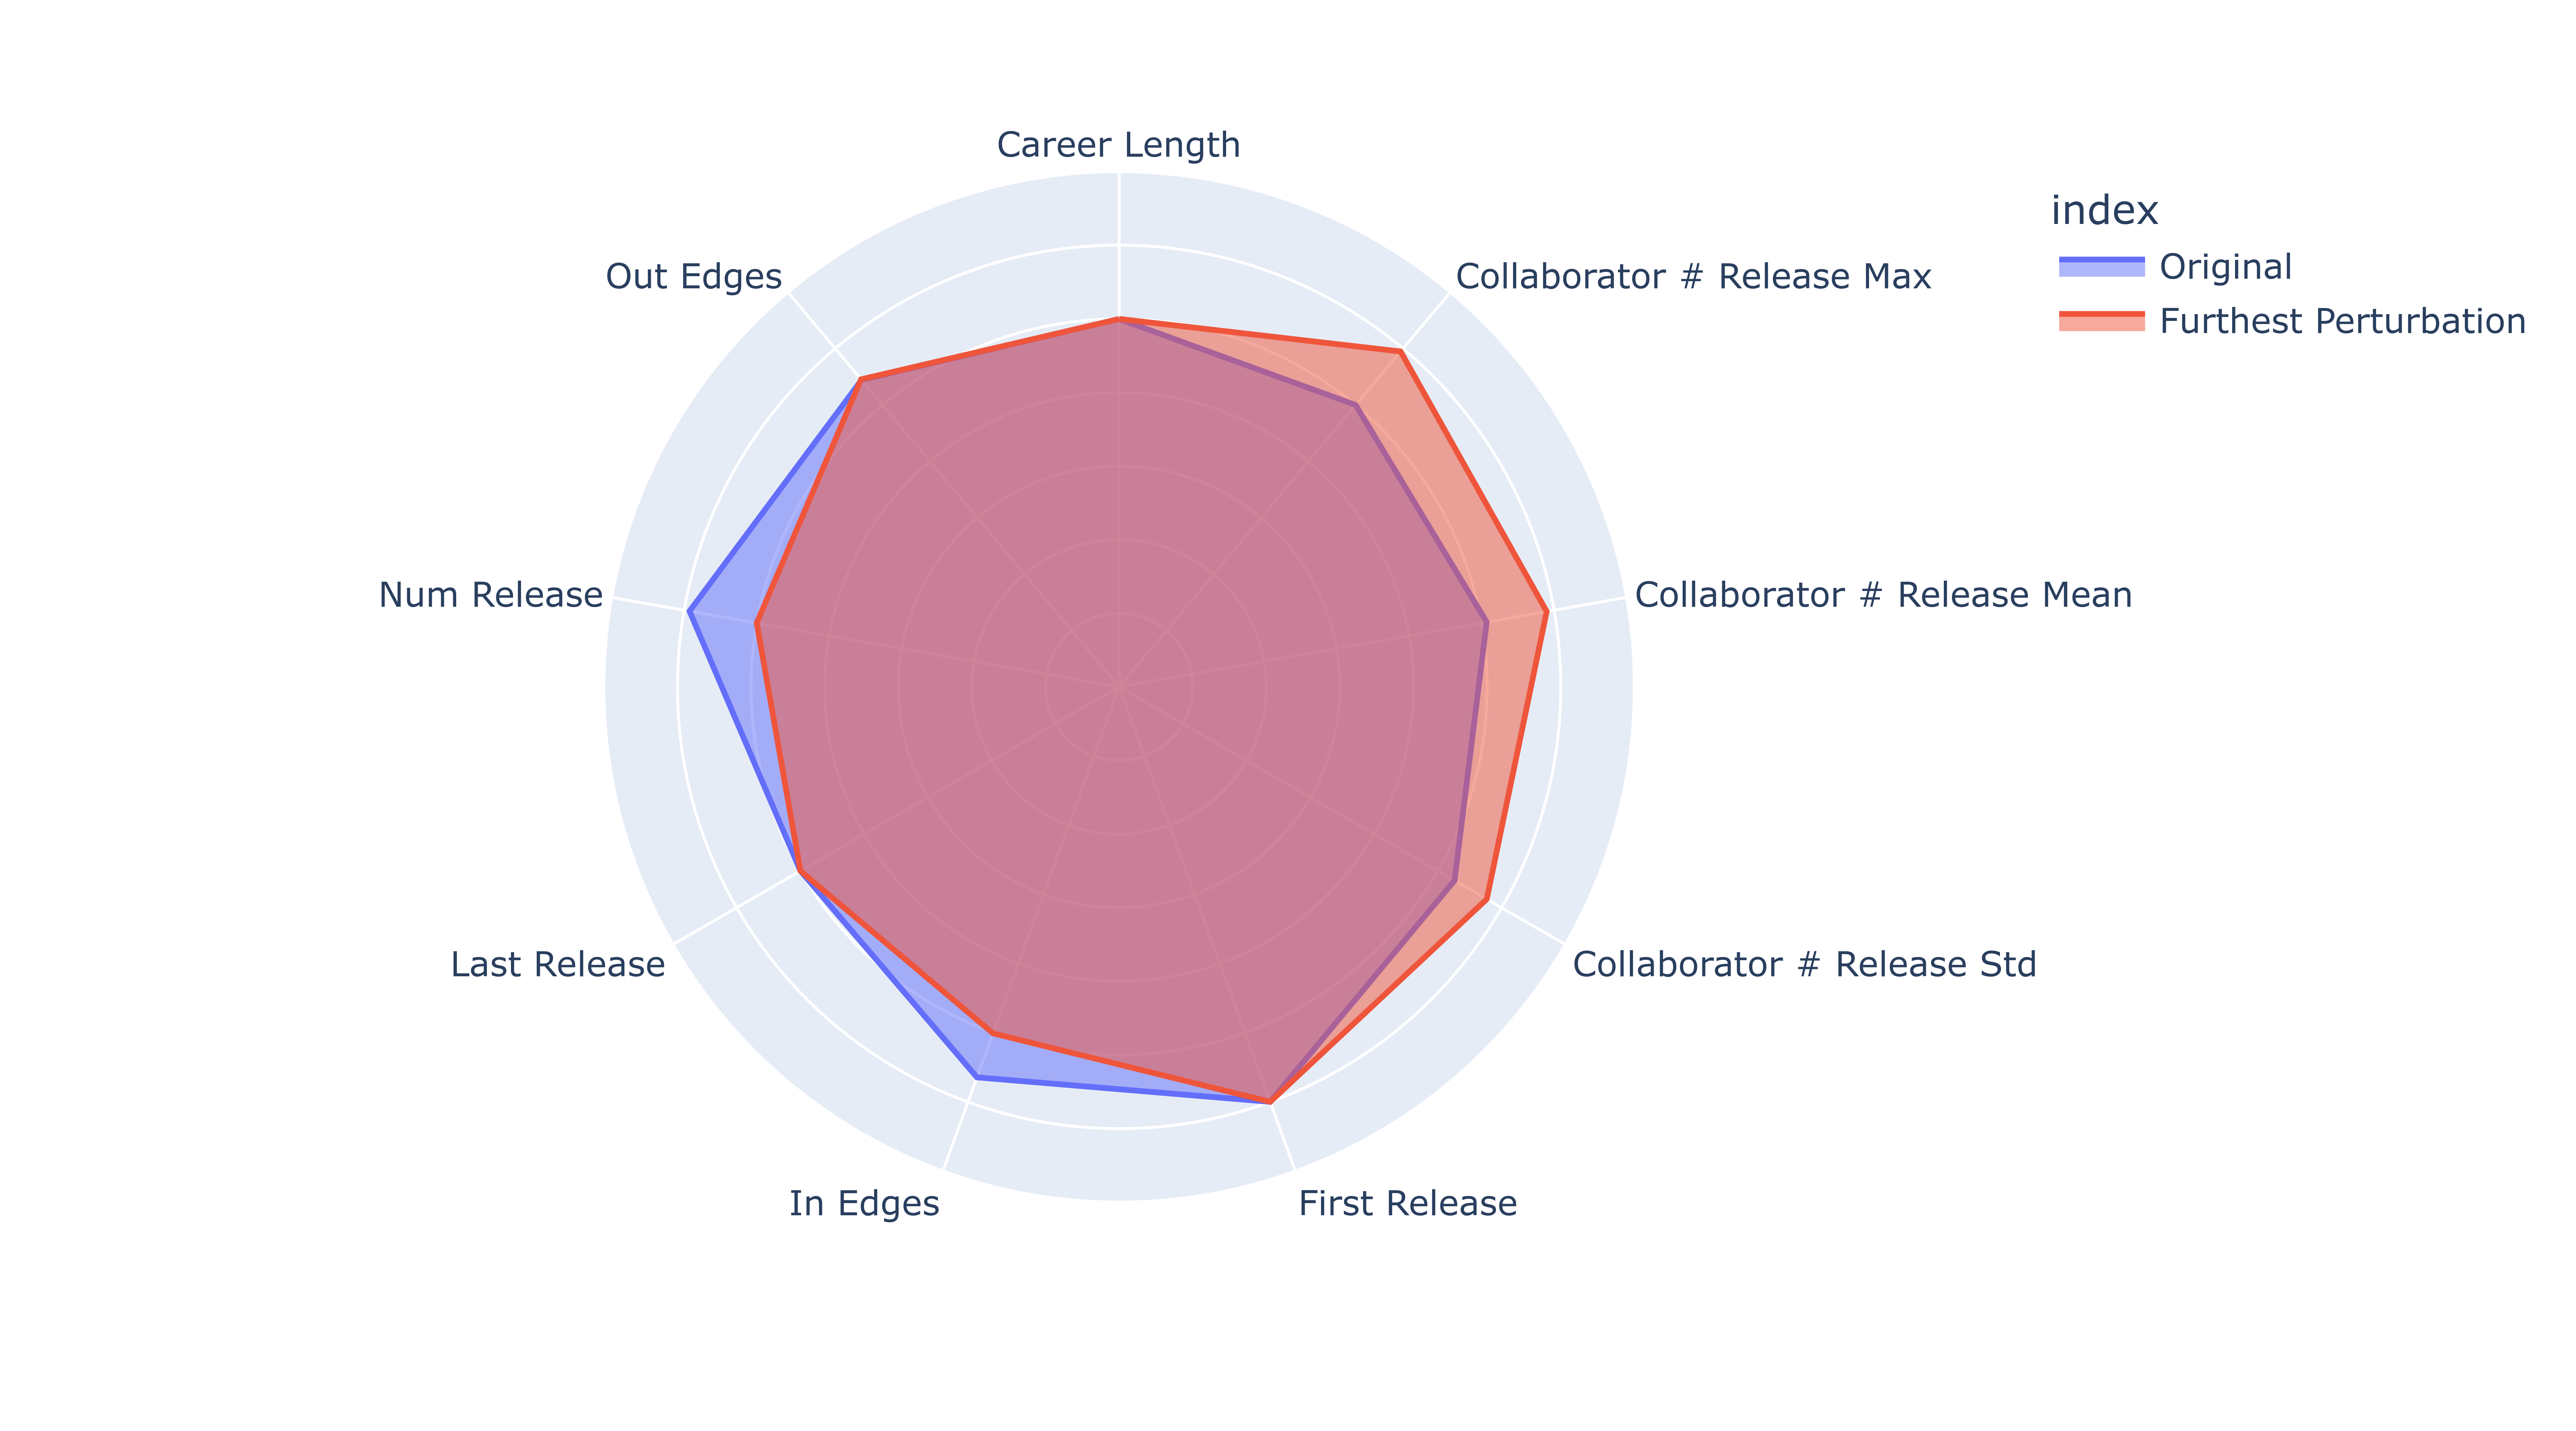 Career Length
Out Edges
Collaborator # Release Max
Num Release
Collaborator # Release Mean
Last Release
Collaborator # Release Std
In Edges
First Release
index
Original
Furthest Perturbation